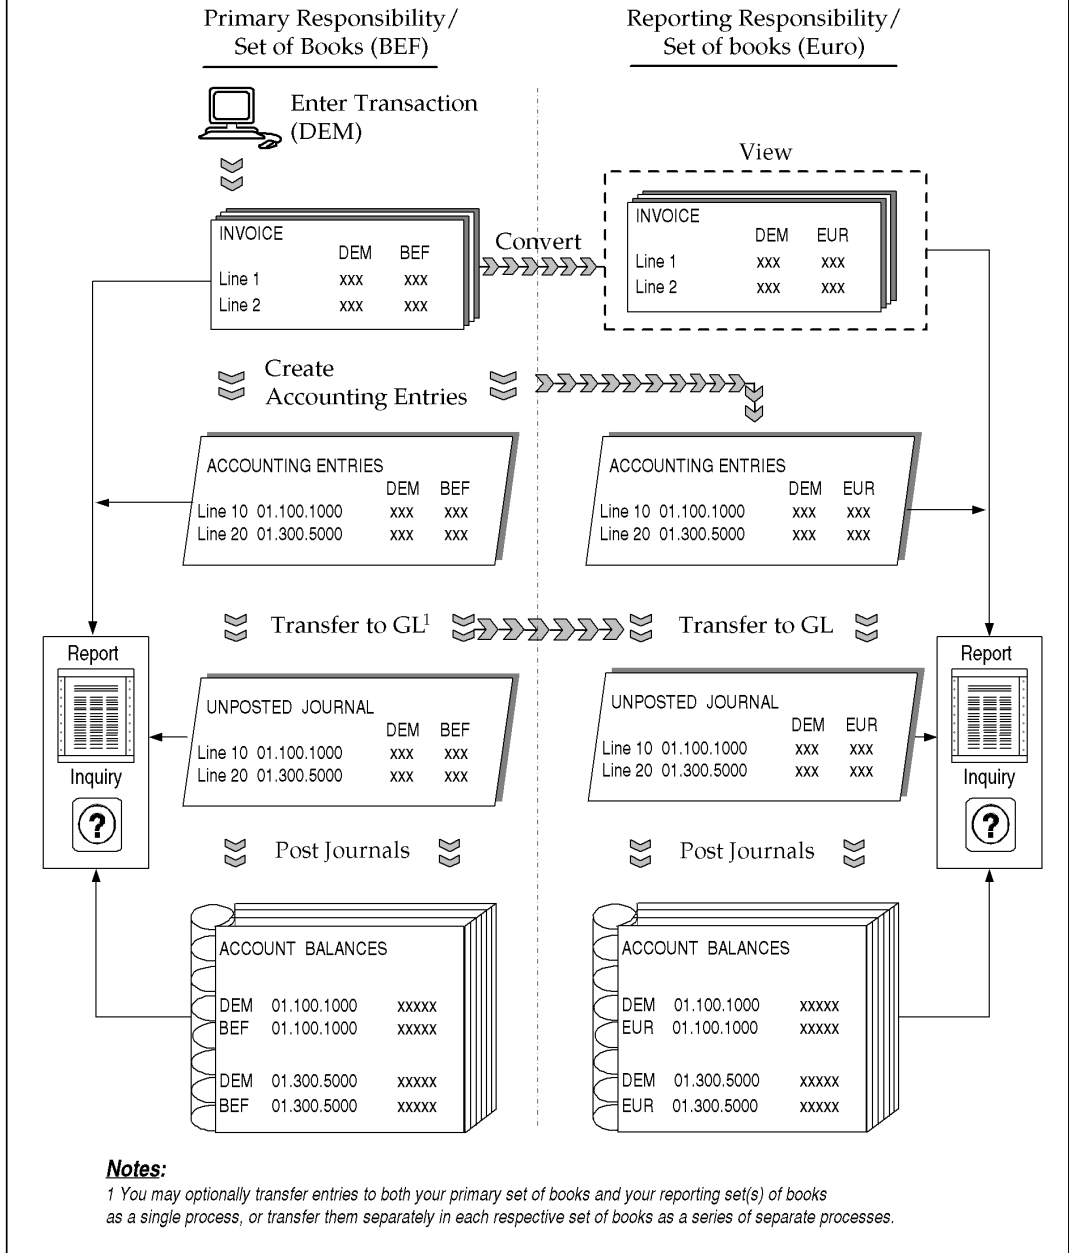 Primary Responsibility/
Set of Books (BEF)
Reporting Responsibility/
Set of books (Euro)
Enter Transaction
(DEM)
View
INVOICE
DEM BEF
Line 1 xxx xxx
Line 2 xxx xxx
Convert
INVOICE
DEM EUR
Line 1 xxx xxx
Line 2 xxx xxx
Create
Accounting Entries
ACCOUNTING ENTRIES
DEM BEF
Line 10 01.100.1000 xxx xxx
Line 20 01.300.5000 xxx xxx
ACCOUNTING ENTRIES
DEM EUR
Line 10 01.100.1000 xxx xxx
Line 20 01.300.5000 xxx xxx
Transfer to GL1
Transfer to GL
Report
Inquiry
?
UNPOSTED JOURNAL
DEM BEF
Line 10 01.100.1000 xxx xxx
Line 20 01.300.5000 xxx xxx
UNPOSTED JOURNAL
DEM EUR
Line 10 01.100.1000 xxx xxx
Line 20 01.300.5000 xxx xxx
Report
Inquiry
?
Post Journals
Post Journals
ACCOUNT BALANCES
DEM 01.100.1000 xxxxx
BEF 01.100.1000 xxxxx
DEM 01.300.5000 xxxxx
BEF 01.300.5000 xxxxx
ACCOUNT BALANCES
DEM 01.100.1000 xxxxx
EUR 01.100.1000 xxxxx
DEM 01.300.5000 xxxxx
EUR 01.300.5000 xxxxx
Notes:
1 You may optionally transfer entries to both your primary set of books and your reporting set(s) of books
as a single process, or transfer them separately in each respective set of books as a series of separate processes.